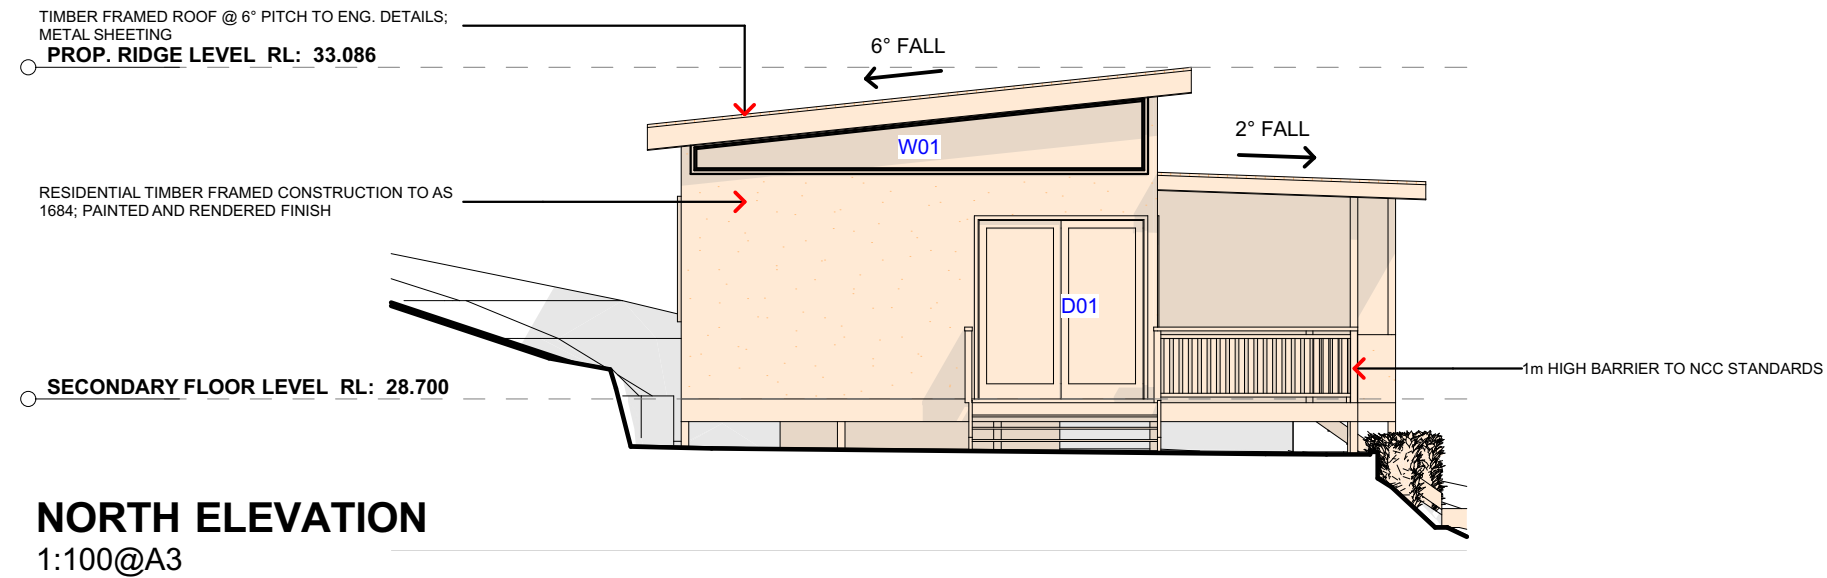 TIMBER FRAMED ROOF @ 6° PITCH TO ENG. DETAILS;
METAL SHEETING
PROP. RIDGE LEVEL RL: 33.086
6° FALL
2° FALL
W01
RESIDENTIAL TIMBER FRAMED CONSTRUCTION TO AS
1684; PAINTED AND RENDERED FINISH
D01
1m HIGH BARRIER TO NCC STANDARDS
SECONDARY FLOOR LEVEL RL: 28.700
NORTH ELEVATION
1:100@A3